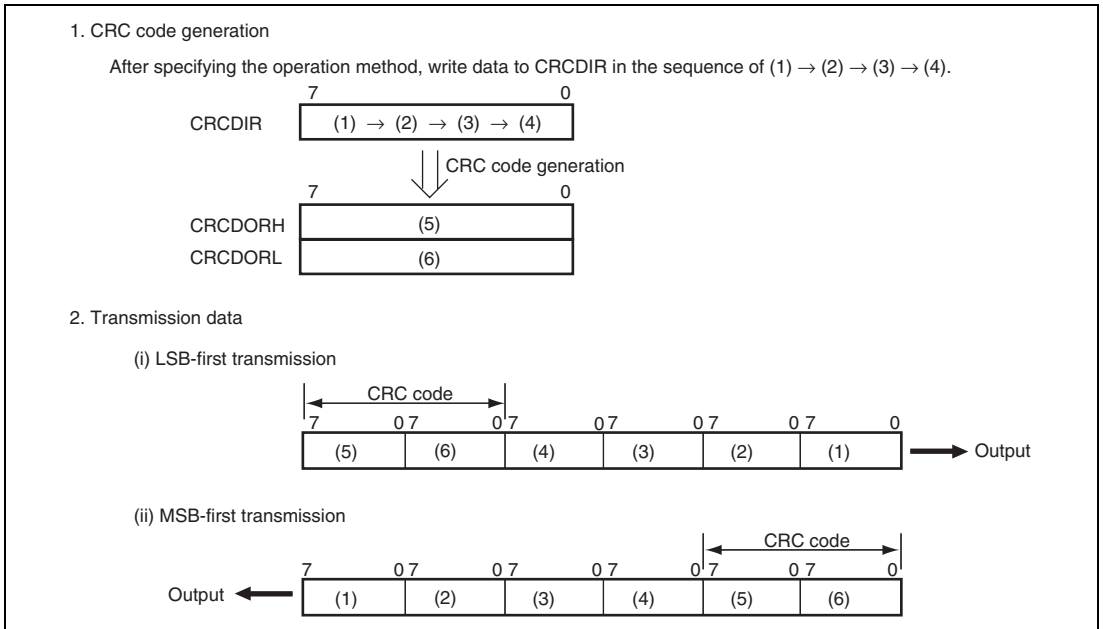 1. CRC code generation
After specifying the operation method, write data to CRCDIR in the sequence of (1) → (2) → (3) → (4).
7 0
CRCDIR (1) → (2) → (3) → (4)
CRC code generation
7 0
CRCDORH (5)
CRCDORL (6)
2. Transmission data
(i) LSB-first transmission
CRC code
7 0 7 0 7 0 7 0 7 0 7 0
(5) (6) (4) (3) (2) (1) Output
(ii) MSB-first transmission
CRC code
7 0 7 0 7 0 7 0 7 0 7 0
Output (1) (2) (3) (4) (5) (6)